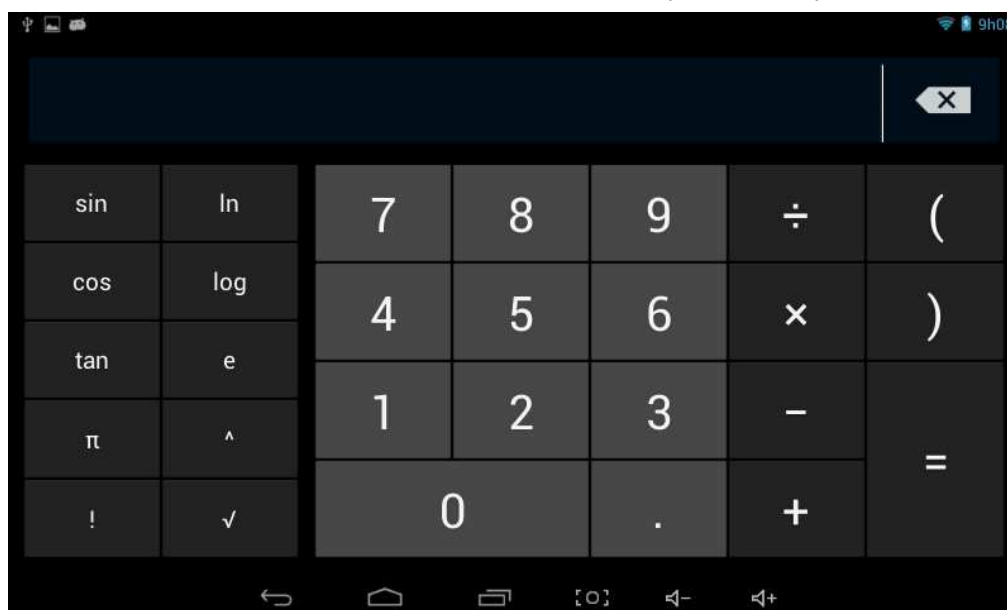 9h08
sin ln 7 8 9 ÷ (
cos log 4 5 6 × )
tan e 1 2 3 −
π ^ =
! √ 0 . +